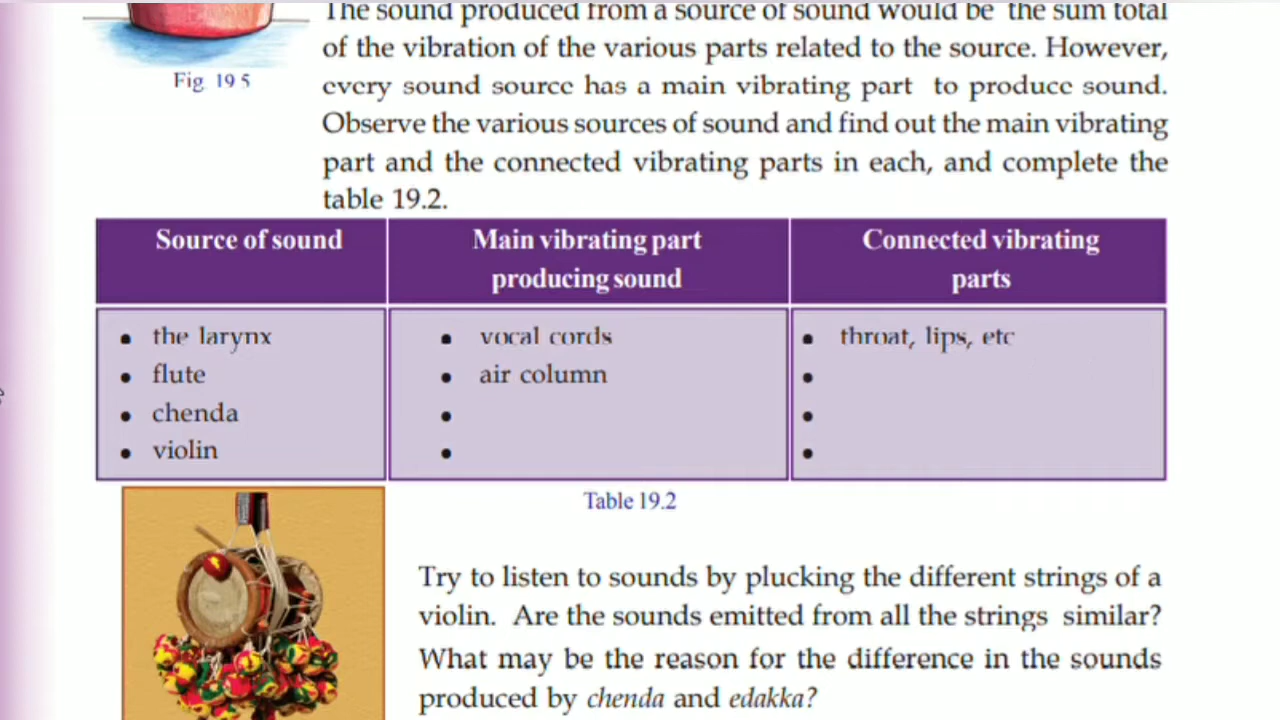 The sound produced from a source of sound would be the sum total
of the vibration of the various parts related to the source. However,
Fig 19 5
every sound source has a main vibrating part to produce sound.
Observe the various sources of sound and find out the main vibrating
part and the connected vibrating parts in each, and complete the
table 19.2.
Source of sound
Main vibrating part
producing sound
Connected vibrating
parts
• the larynx • vocal cords • throat, lips, etc
• flute • air column •
• chenda • •
• violin • •
Table 19.2
Try to listen to sounds by plucking the different strings of a
violin. Are the sounds emitted from all the strings similar?
What may be the reason for the difference in the sounds
produced by chenda and edakka?